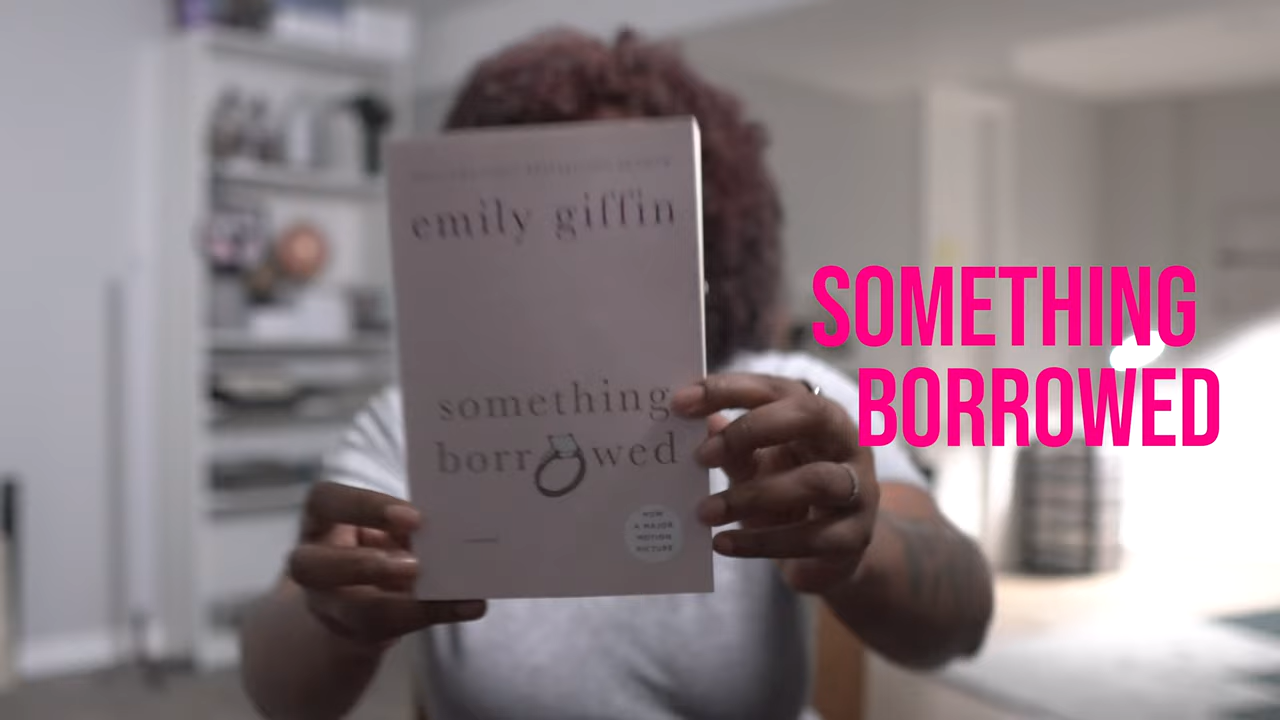 emily giffin
something
borrowed
NOW
A MAJOR
MOTION
PICTURE
SOMETHING
BORROWED